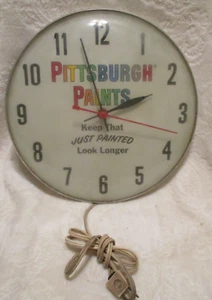 12
11 1
10 PITTSBURGH® 2
PAINTS
9 3
Keep That
JUST PAINTED
8 Look Longer 4
7 5
6